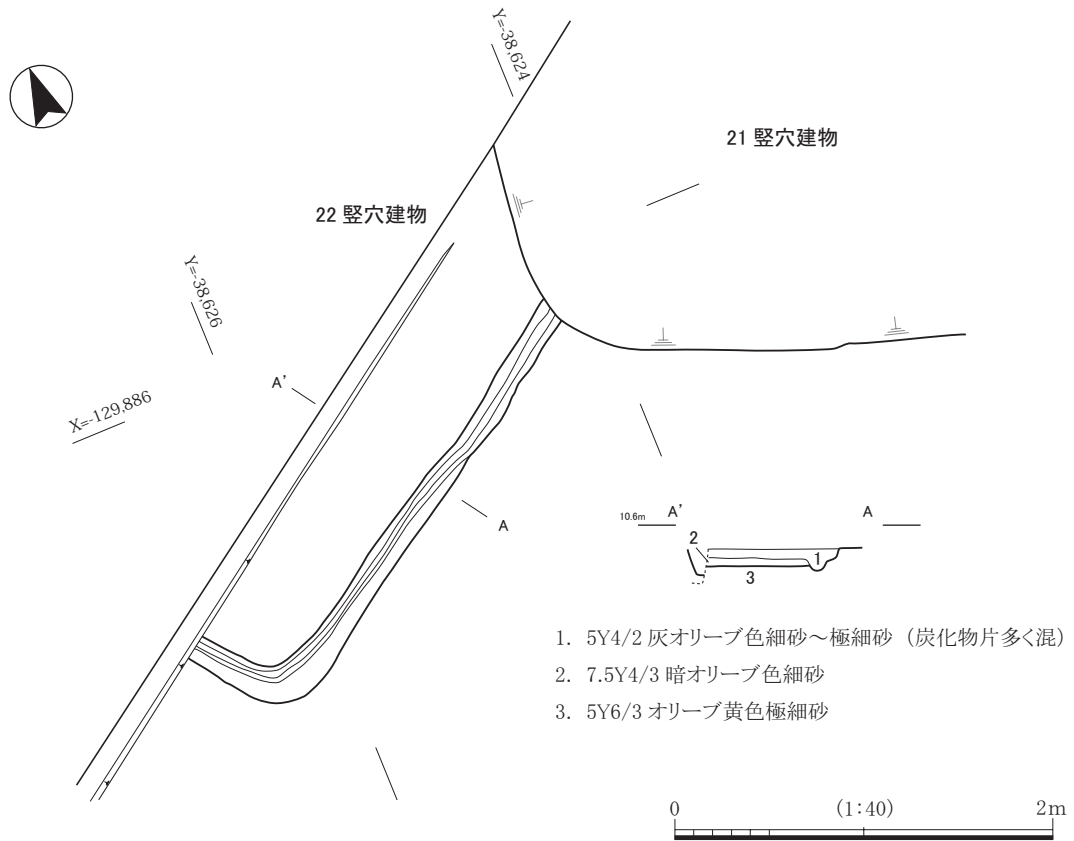 Y=-38,624
21 竪穴建物
22 竪穴建物
Y=-38,626
A'
X=-129,886
A
10.6m
A'
A
2
1
3
1. 5Y4/2 灰オリーブ色細砂～極細砂（炭化物片多く混）
2. 7.5Y4/3 暗オリーブ色細砂
3. 5Y6/3 オリーブ黄色極細砂
0 (1:40) 2m